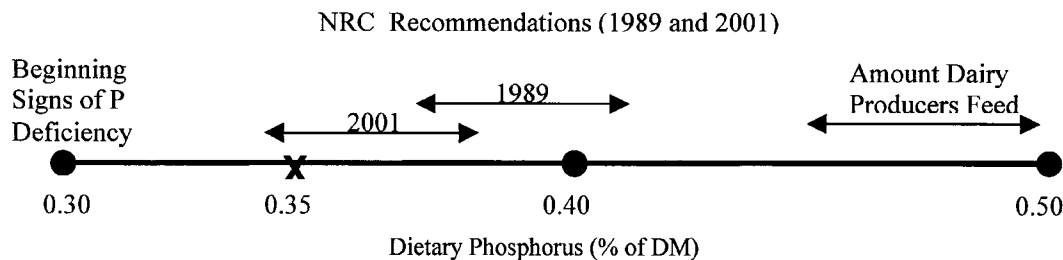 NRC Recommendations (1989 and 2001)
Beginning
Signs of P
Deficiency
2001
1989
Amount Dairy
Producers Feed
X
0.30
0.35
0.40
0.50
Dietary Phosphorus (% of DM)